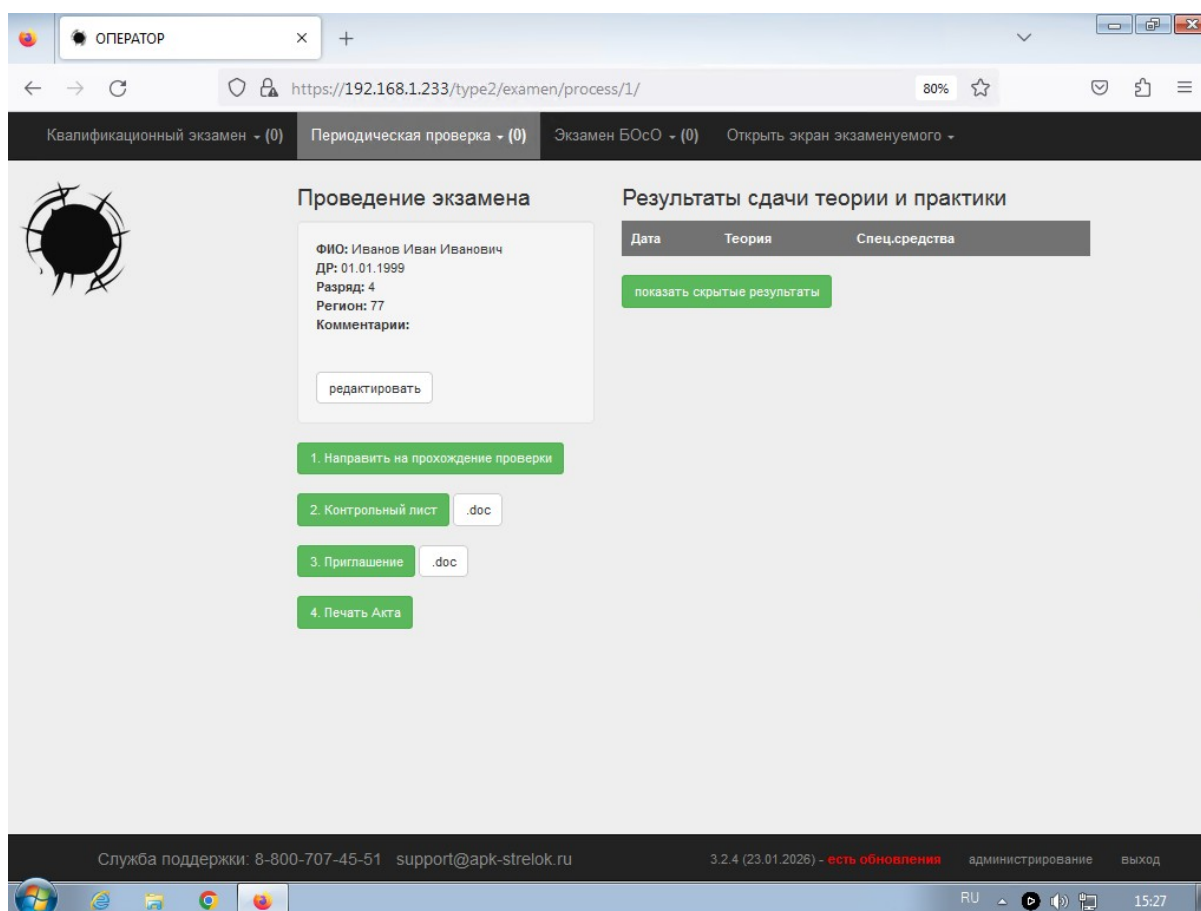 ОПЕРАТОР
https://192.168.1.233/type2/examen/process/1/
80%
Квалификационный экзамен (0) Периодическая проверка (0) Экзамен БОсО (0) Открыть экран экзаменуемого
Проведение экзамена
ФИО: Иванов Иван Иванович
ДР: 01.01.1999
Разряд: 4
Регион: 77
Комментарии:
редактировать
1. Направить на прохождение проверки
2. Контрольный лист .doc
3. Приглашение .doc
4. Печать Акта
Результаты сдачи теории и практики
Дата Теория Спец.средства
показать скрытые результаты
Служба поддержки: 8-800-707-45-51 support@apk-strelok.ru 3.2.4 (23.01.2026) - есть обновления администрирование выход
RU 15:27